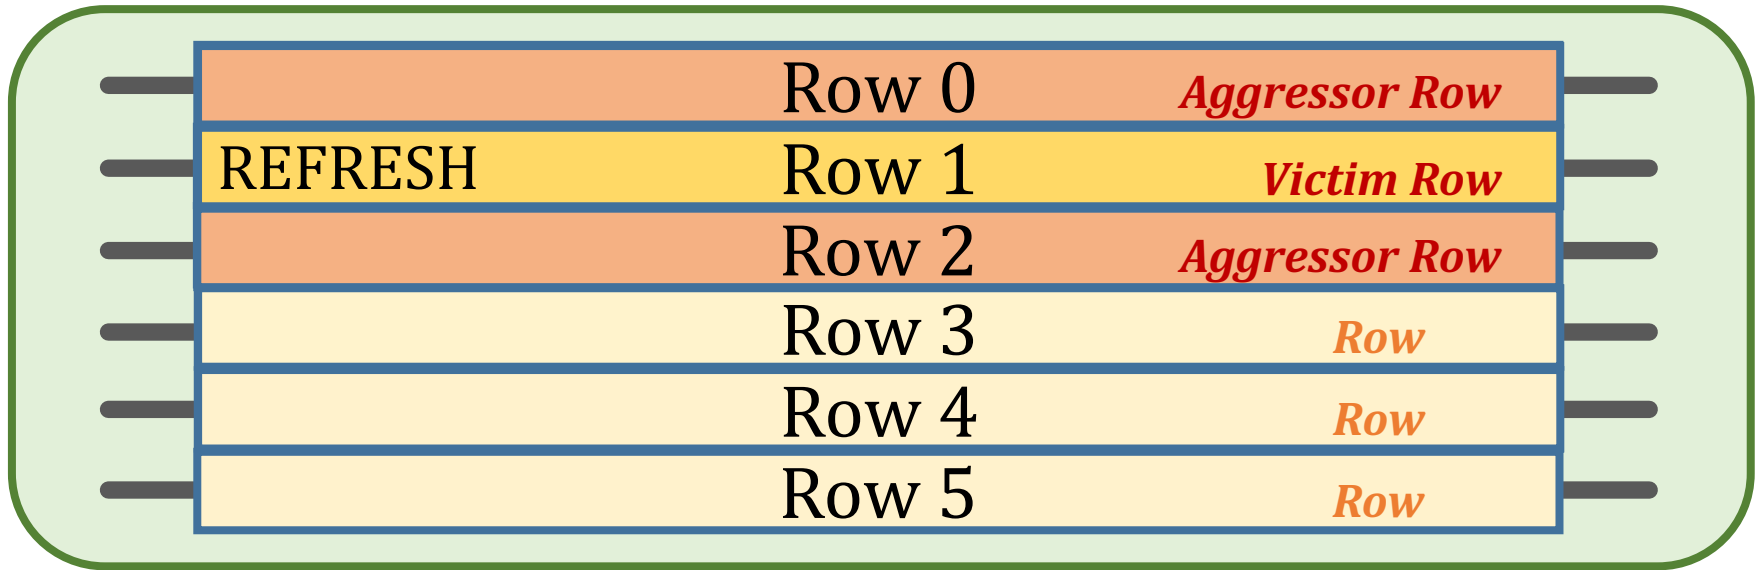 Row 0 Aggressor Row
REFRESH Row 1 Victim Row
Row 2 Aggressor Row
Row 3 Row
Row 4 Row
Row 5 Row